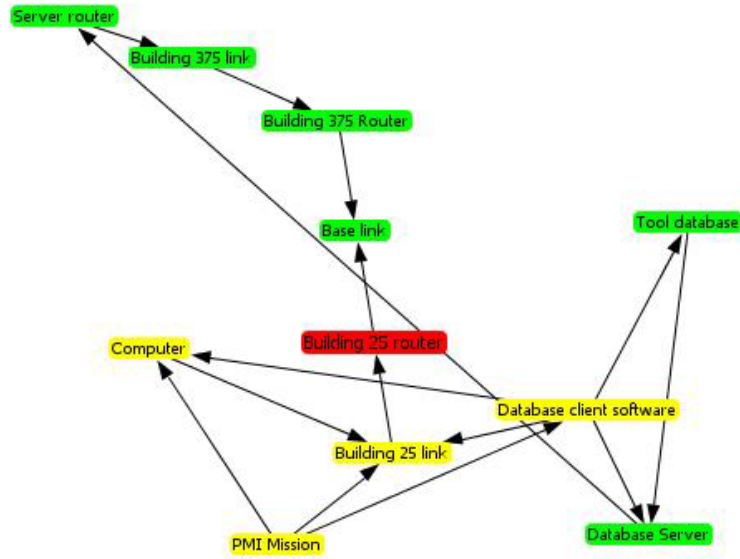 Server router
Building 375 link
Building 375 Router
Tool database
Base link
Building 25 router
Computer
Database client software
Building 25 link
Database Server
PMI Mission